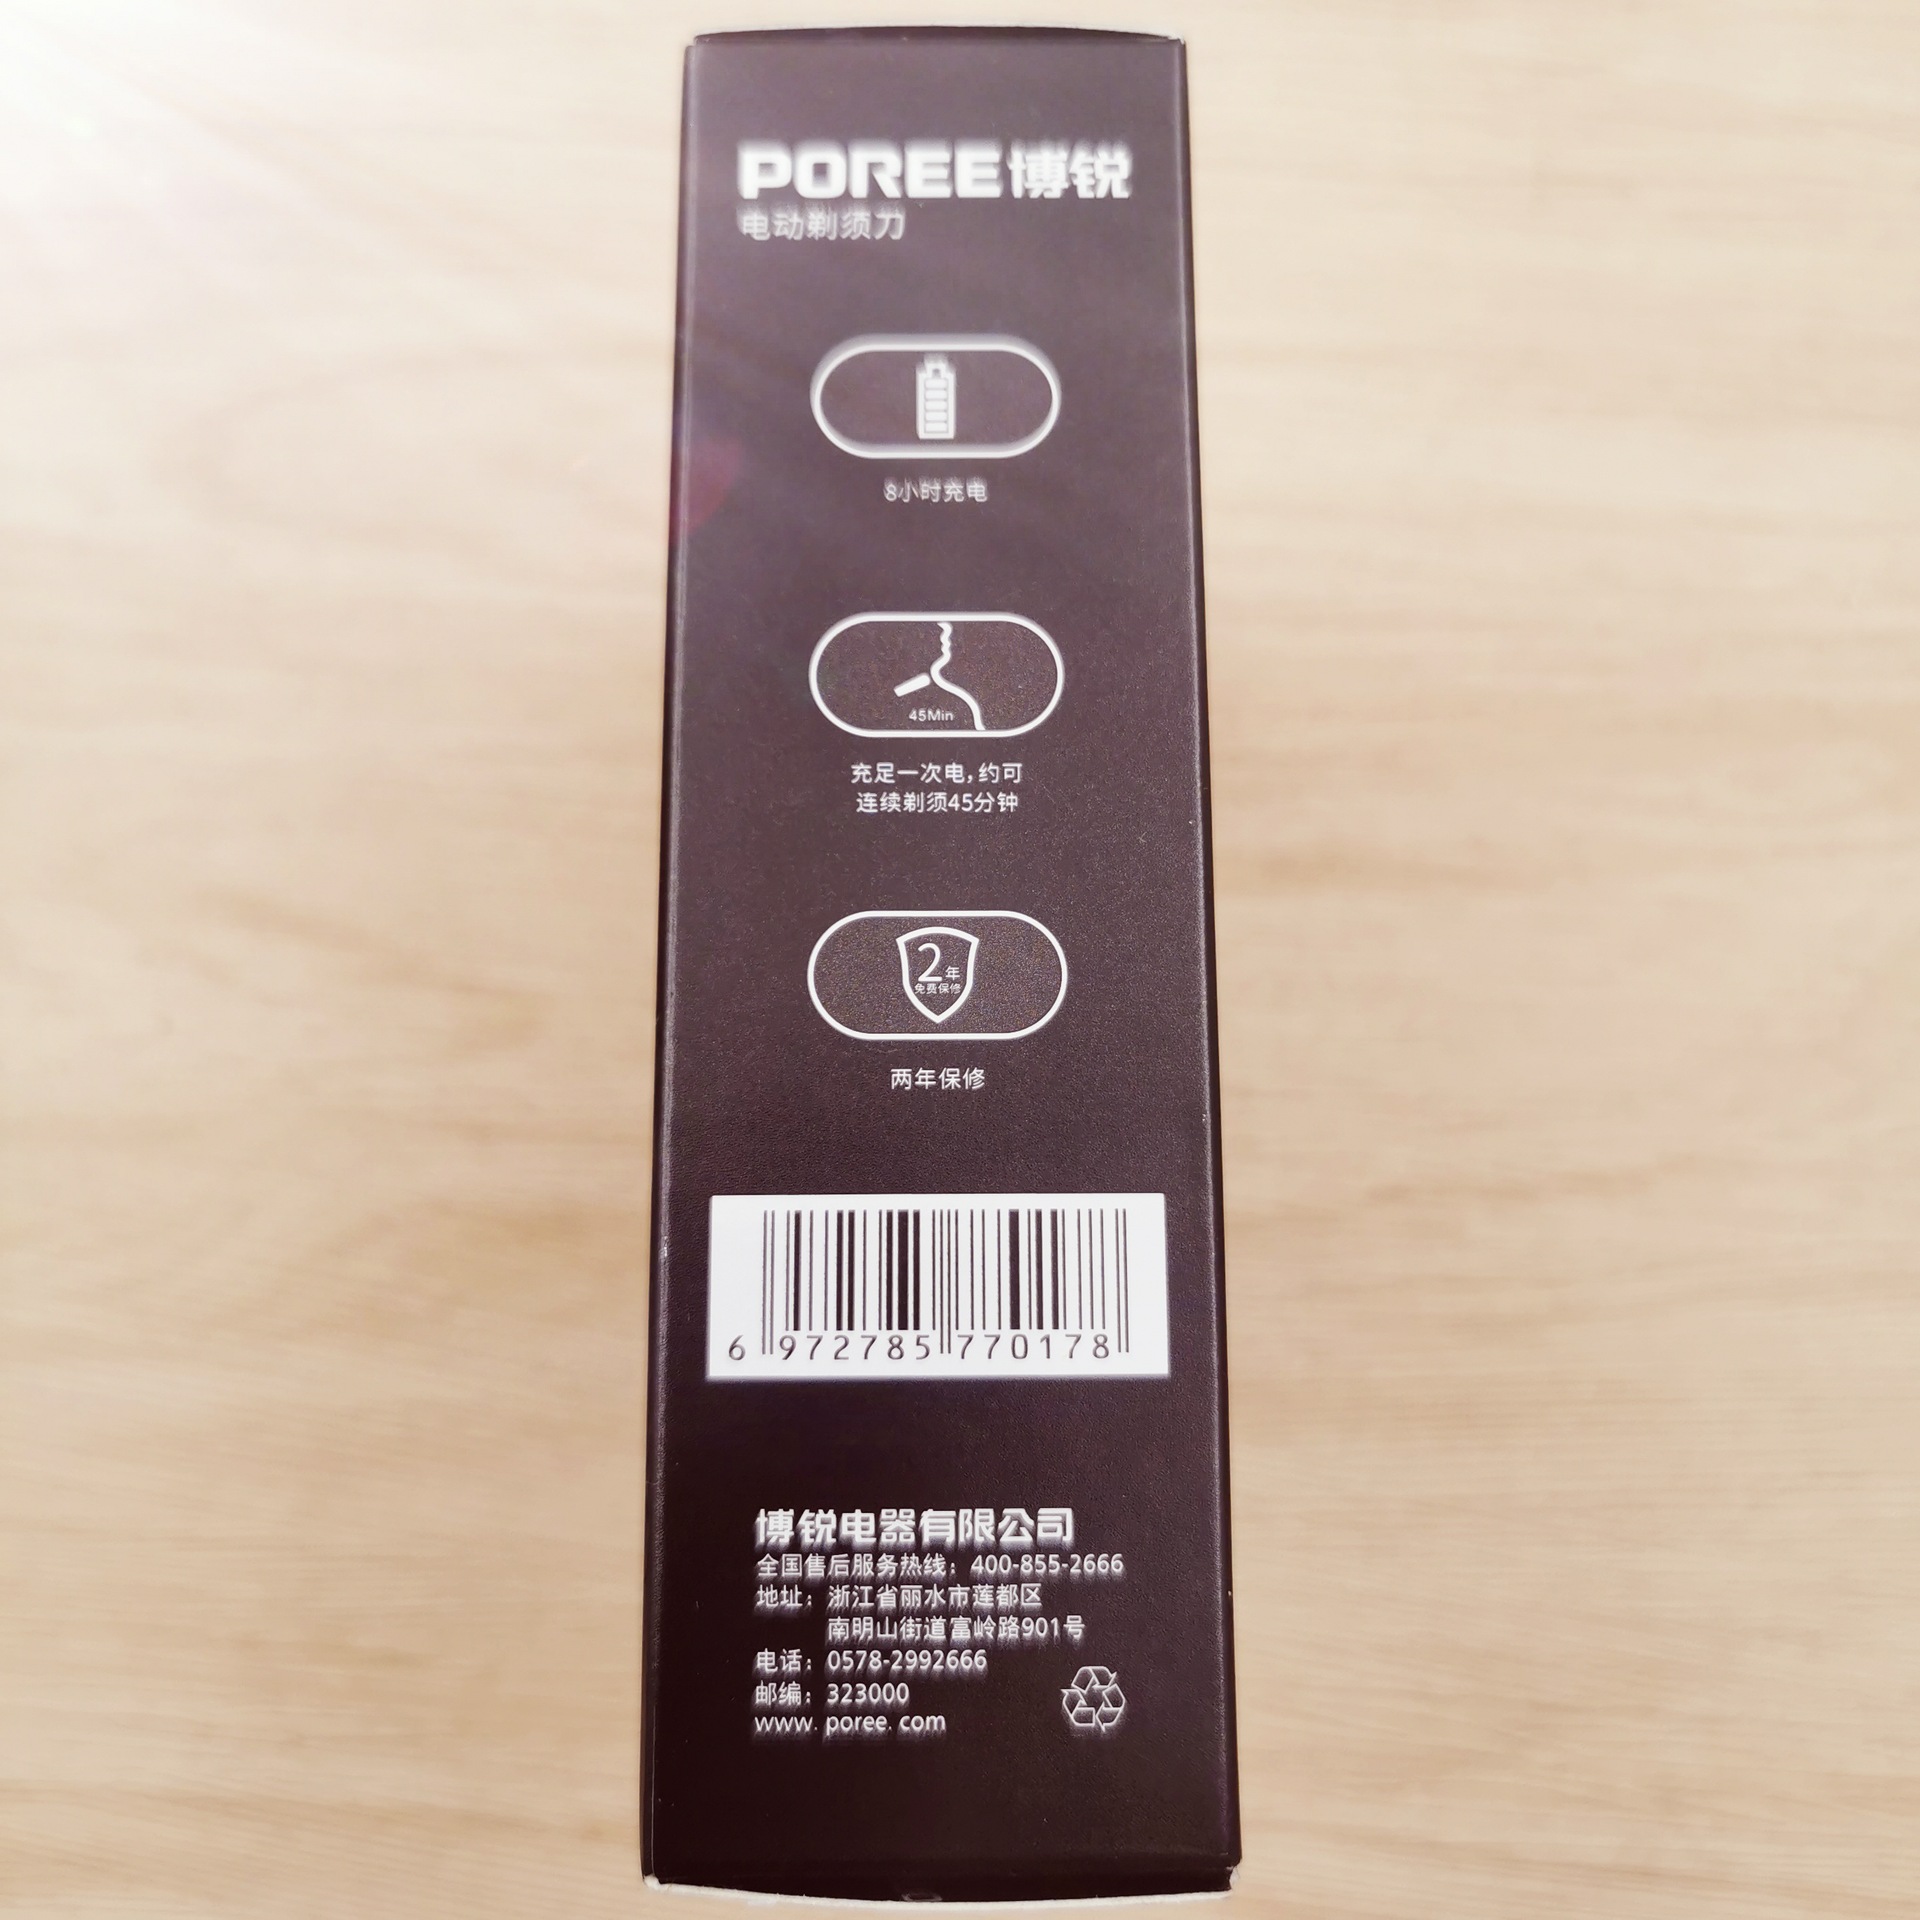 POREE博锐
电动剃须刀
8小时充电
45Min
充足一次电,约可
连续剃须45分钟
2年
免费保修
两年保修
6 972785 770178
博锐电器有限公司
全国售后服务热线：400-855-2666
地址：浙江省丽水市莲都区
南明山街道富岭路901号
电话：0578-2992666
邮编：323000
www.poree.com